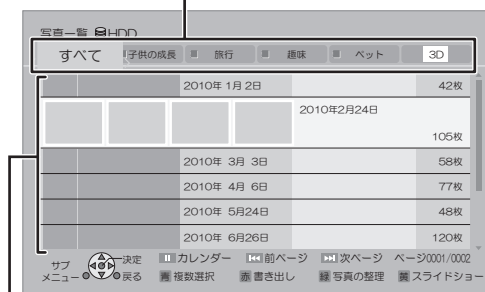 写真一覧 HDD
すべて 子供の成長 旅行 趣味 ペット 3D
2010年 1月 2日 42枚
2010年2月24日
105枚
2010年 3月 3日 58枚
2010年 4月 6日 77枚
2010年 5月24日 48枚
2010年 6月26日 120枚
サブメニュー 決定 戻る カレンダー 前ページ 次ページ ページ0001/0002
青 複数選択 赤 書き出し 緑 写真の整理 黄 スライドショー